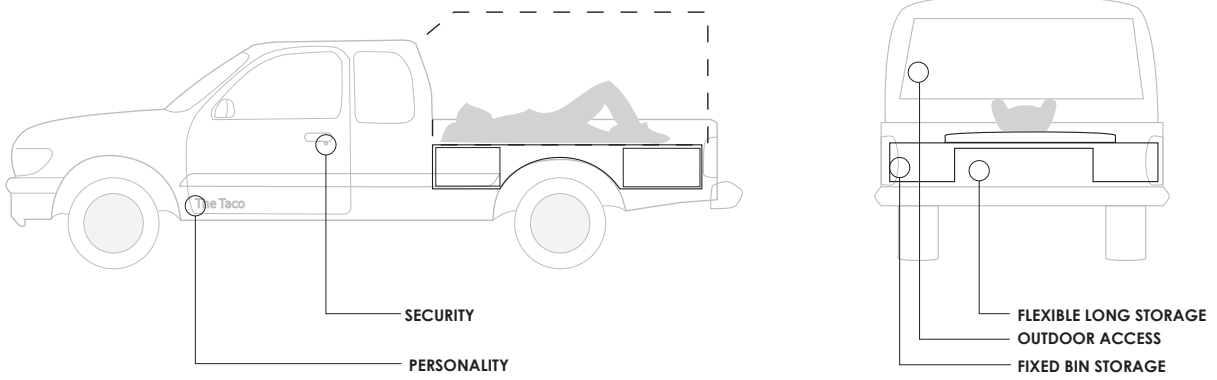 The Taco
SECURITY
PERSONALITY
FLEXIBLE LONG STORAGE
OUTDOOR ACCESS
FIXED BIN STORAGE